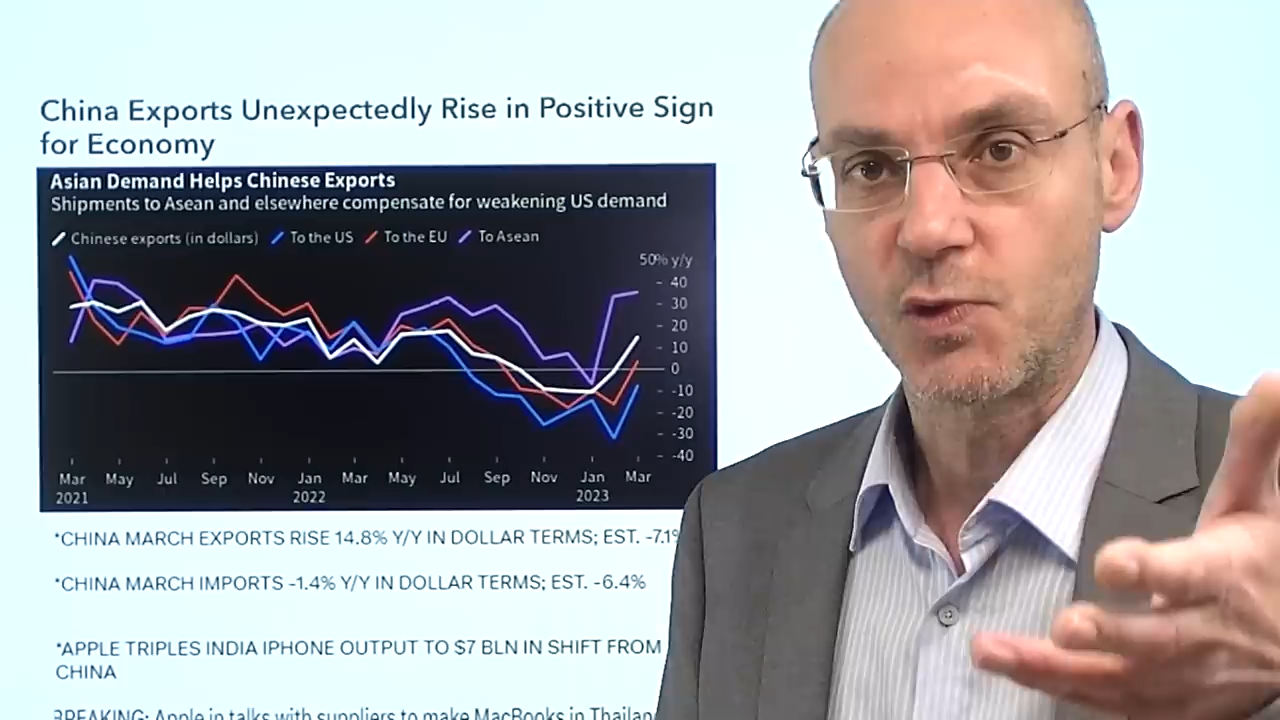 China Exports Unexpectedly Rise in Positive Sign
for Economy
Asian Demand Helps Chinese Exports
Shipments to Asean and elsewhere compensate for weakening US demand
Chinese exports (in dollars) To the US To the EU To Asean
50% y/y
40
30
20
10
0
-10
-20
-30
-40
Mar May Jul Sep Nov Jan Mar May Jul Sep Nov Jan Mar
2021 2022 2023
*CHINA MARCH EXPORTS RISE 14.8% Y/Y IN DOLLAR TERMS; EST. -7.1%
*CHINA MARCH IMPORTS -1.4% Y/Y IN DOLLAR TERMS; EST. -6.4%
*APPLE TRIPLES INDIA IPHONE OUTPUT TO $7 BLN IN SHIFT FROM
CHINA
BREAKING: Apple in talks with suppliers to make MacBooks in